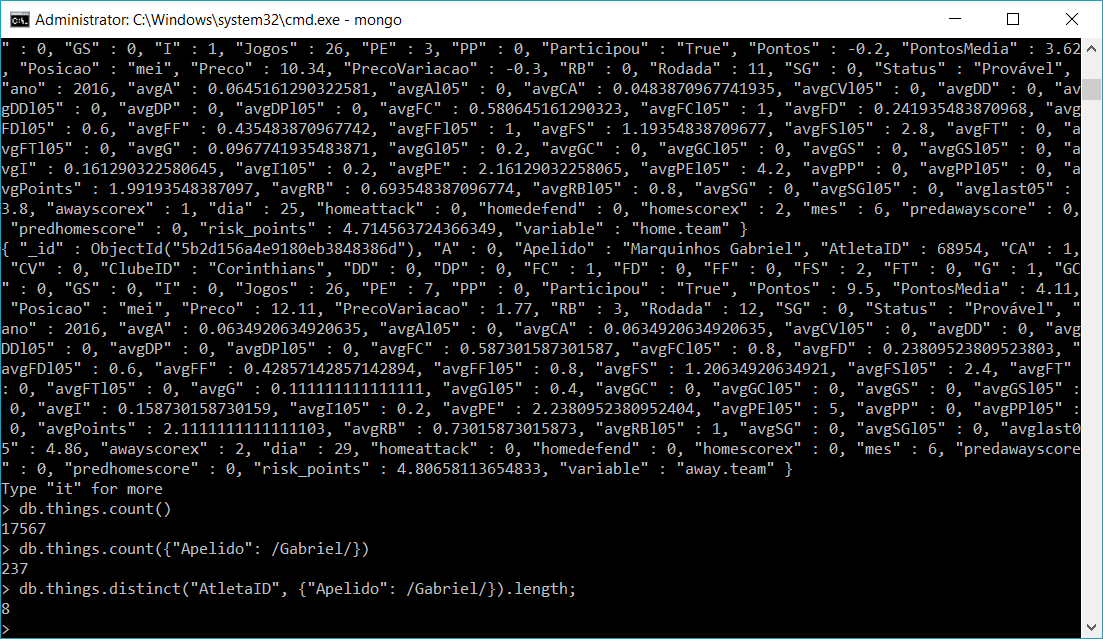 Administrator: C:\Windows\system32\cmd.exe - mongo
" : 0, "GS" : 0, "I" : 1, "Jogos" : 26, "PE" : 3, "PP" : 0, "Participou" : "True", "Pontos" : -0.2, "PontosMedia" : 3.62
, "Posicao" : "mei", "Preco" : 10.34, "PrecoVariacao" : -0.3, "RB" : 0, "Rodada" : 11, "SG" : 0, "Status" : "Provável",
"ano" : 2016, "avgA" : 0.0645161290322581, "avgAl05" : 0, "avgCA" : 0.0483870967741935, "avgCVl05" : 0, "avgDD" : 0, "av
gDDl05" : 0, "avgDP" : 0, "avgDPl05" : 0, "avgFC" : 0.580645161290323, "avgFCl05" : 1, "avgFD" : 0.241935483870968, "avg
FDl05" : 0.6, "avgFF" : 0.435483870967742, "avgFFl05" : 1, "avgFS" : 1.19354838709677, "avgFSl05" : 2.8, "avgFT" : 0, "a
vgFTl05" : 0, "avgG" : 0.0967741935483871, "avgGl05" : 0.2, "avgGC" : 0, "avgGCl05" : 0, "avgGS" : 0, "avgGSl05" : 0, "a
vgI" : 0.161290322580645, "avgI105" : 0.2, "avgPE" : 2.16129032258065, "avgPEl05" : 4.2, "avgPP" : 0, "avgPPl05" : 0, "a
vgPoints" : 1.99193548387097, "avgRB" : 0.693548387096774, "avgRBl05" : 0.8, "avgSG" : 0, "avgSGl05" : 0, "avglast05" :
3.8, "awayscorex" : 1, "dia" : 25, "homeattack" : 0, "homedefend" : 0, "homescorex" : 2, "mes" : 6, "predawayscore" : 0,
"predhomescore" : 0, "risk_points" : 4.714563724366349, "variable" : "home.team" }
{ "_id" : ObjectId("5b2d156a4e9180eb3848386d"), "A" : 0, "Apelido" : "Marquinhos Gabriel", "AtletaID" : 68954, "CA" : 1,
"CV" : 0, "ClubeID" : "Corinthians", "DD" : 0, "DP" : 0, "FC" : 1, "FD" : 0, "FF" : 0, "FS" : 2, "FT" : 0, "G" : 1, "GC
" : 0, "GS" : 0, "I" : 0, "Jogos" : 26, "PE" : 7, "PP" : 0, "Participou" : "True", "Pontos" : 9.5, "PontosMedia" : 4.11,
"Posicao" : "mei", "Preco" : 12.11, "PrecoVariacao" : 1.77, "RB" : 3, "Rodada" : 12, "SG" : 0, "Status" : "Provável", "
ano" : 2016, "avgA" : 0.0634920634920635, "avgAl05" : 0, "avgCA" : 0.0634920634920635, "avgCVl05" : 0, "avgDD" : 0, "avg
DDl05" : 0, "avgDP" : 0, "avgDPl05" : 0, "avgFC" : 0.587301587301587, "avgFCl05" : 0.8, "avgFD" : 0.23809523809523803, "
avgFDl05" : 0.6, "avgFF" : 0.42857142857142894, "avgFFl05" : 0.8, "avgFS" : 1.20634920634921, "avgFSl05" : 2.4, "avgFT"
: 0, "avgFTl05" : 0, "avgG" : 0.111111111111111, "avgGl05" : 0.4, "avgGC" : 0, "avgGCl05" : 0, "avgGS" : 0, "avgGSl05" :
0, "avgI" : 0.158730158730159, "avgI105" : 0.2, "avgPE" : 2.2380952380952404, "avgPEl05" : 5, "avgPP" : 0, "avgPPl05" :
0, "avgPoints" : 2.1111111111111103, "avgRB" : 0.73015873015873, "avgRBl05" : 1, "avgSG" : 0, "avgSGl05" : 0, "avglast0
5" : 4.86, "awayscorex" : 2, "dia" : 29, "homeattack" : 0, "homedefend" : 0, "homescorex" : 0, "mes" : 6, "predawayscore
" : 0, "predhomescore" : 0, "risk_points" : 4.80658113654833, "variable" : "away.team" }
Type "it" for more
> db.things.count()
17567
> db.things.count({"Apelido": /Gabriel/})
237
> db.things.distinct("AtletaID", {"Apelido": /Gabriel/}).length;
8
>